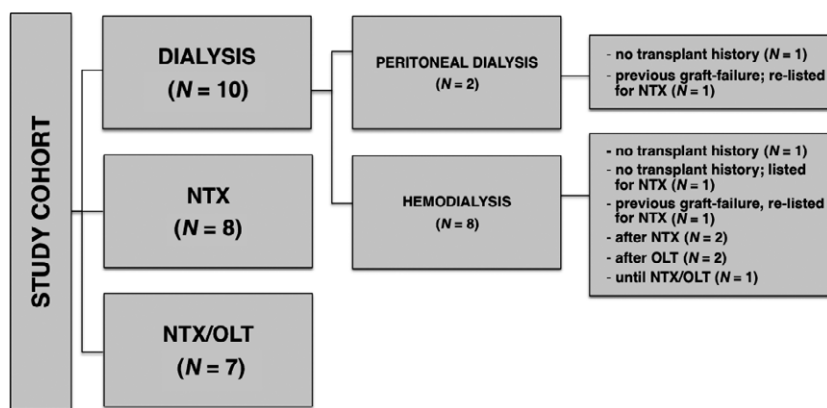 STUDY COHORT
DIALYSIS
(N = 10)
NTX
(N = 8)
NTX/OLT
(N = 7)
PERITONEAL DIALYSIS
(N = 2)
HEMODIALYSIS
(N = 8)
- no transplant history (N = 1)
- previous graft-failure; re-listed
for NTX (N = 1)
- no transplant history (N = 1)
- no transplant history; listed
for NTX (N = 1)
- previous graft-failure, re-listed
for NTX (N = 1)
- after NTX (N = 2)
- after OLT (N = 2)
- until NTX/OLT (N = 1)